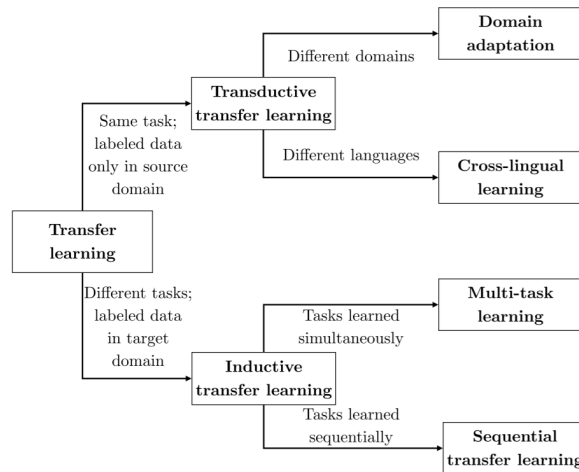 Domain
adaptation
Different domains
Transductive
transfer learning
Same task;
labeled data
only in source
domain
Different languages
Cross-lingual
learning
Transfer
learning
Different tasks;
labeled data
in target
domain
Multi-task
learning
Tasks learned
simultaneously
Inductive
transfer learning
Tasks learned
sequentially
Sequential
transfer learning